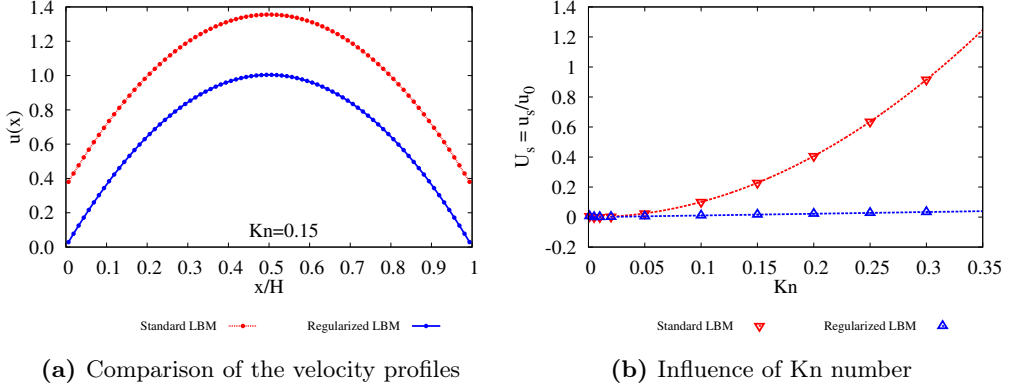 1.4
1.2
1.0
0.8
0.6
0.4
0.2
0.0
u(x)
Kn=0.15
0 0.1 0.2 0.3 0.4 0.5 0.6 0.7 0.8 0.9 1
x/H
Standard LBM Regularized LBM
(a) Comparison of the velocity profiles
1.4
1.2
1
0.8
0.6
0.4
0.2
0
-0.2
U_s = u_s/u_0
0 0.05 0.1 0.15 0.2 0.25 0.3 0.35
Kn
Standard LBM Regularized LBM
(b) Influence of Kn number